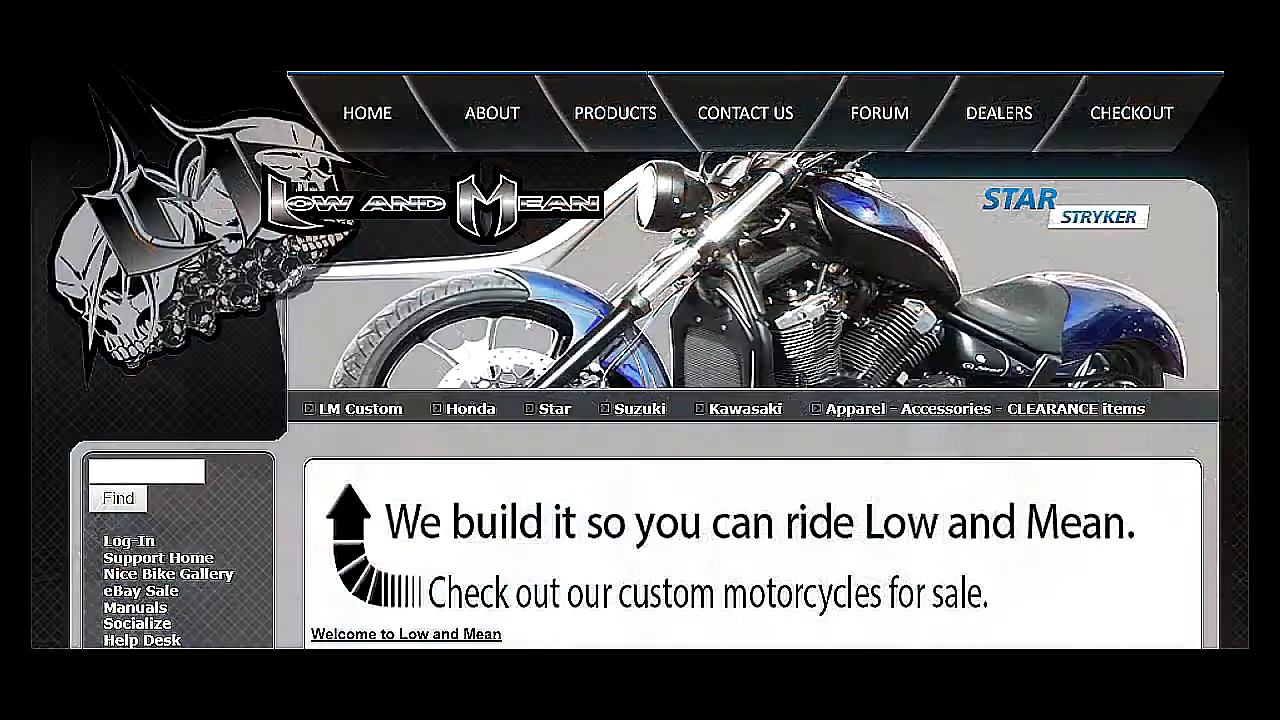 HOME ABOUT PRODUCTS CONTACT US FORUM DEALERS CHECKOUT
LOW AND MEAN
STAR
STRYKER
LM Custom Honda Star Suzuki Kawasaki Apparel - Accessories - CLEARANCE items
Find
Log-In
Support Home
Nice Bike Gallery
eBay Sale
Manuals
Socialize
Help Desk
We build it so you can ride Low and Mean.
Check out our custom motorcycles for sale.
Welcome to Low and Mean